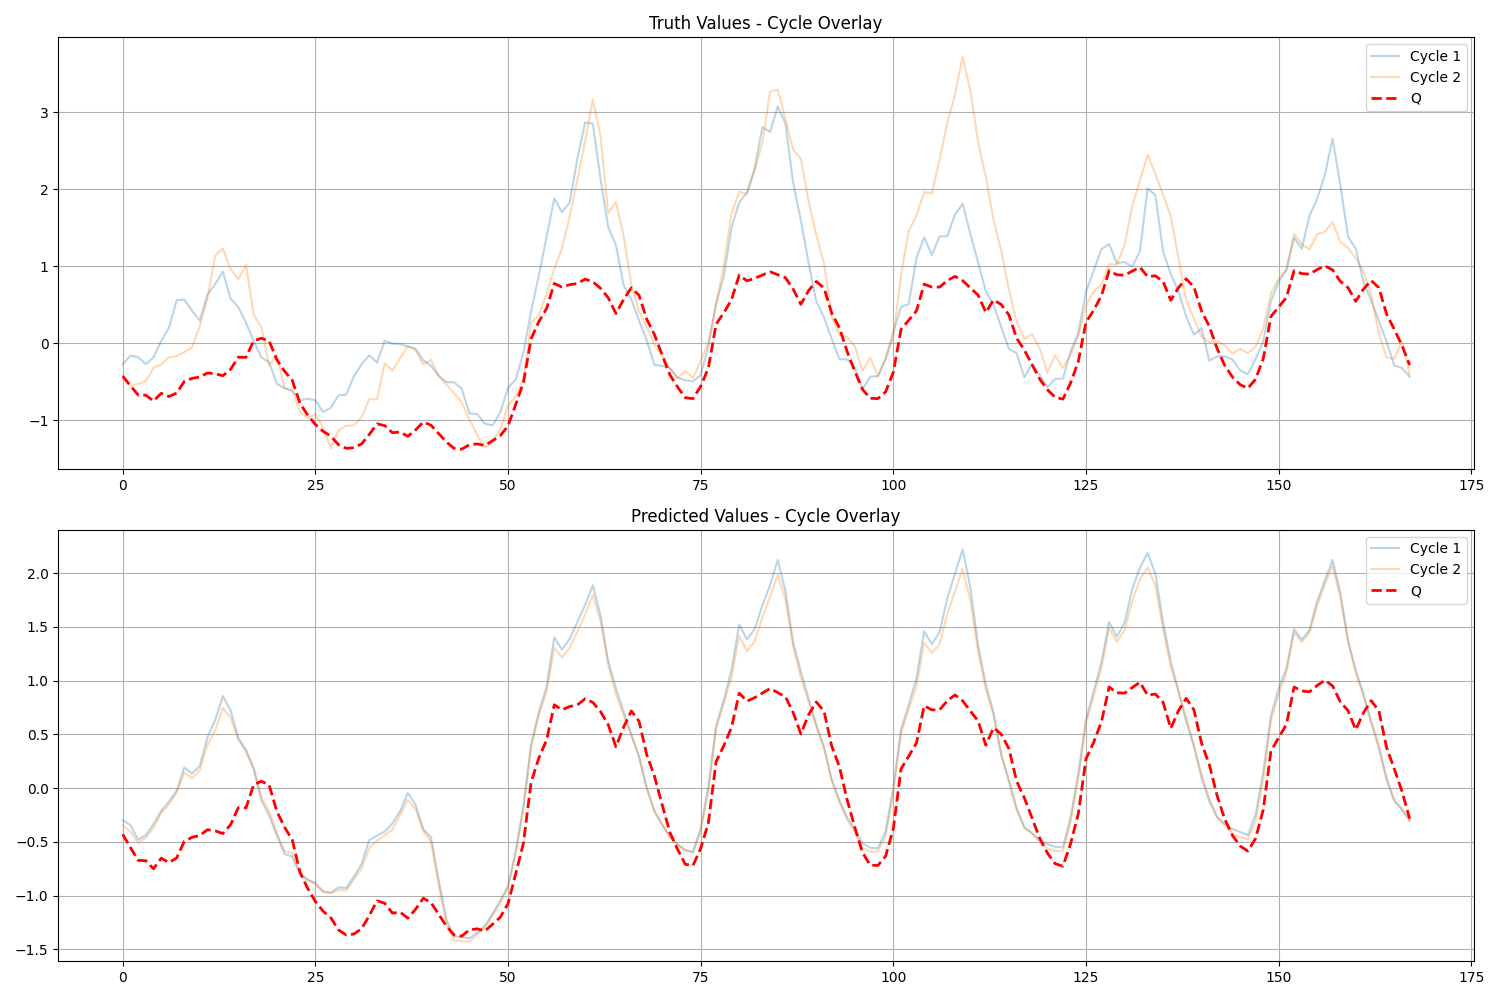 Truth Values - Cycle Overlay
Cycle 1
Cycle 2
Q
3
2
1
0
−1
0 25 50 75 100 125 150 175
Predicted Values - Cycle Overlay
Cycle 1
Cycle 2
Q
2.0
1.5
1.0
0.5
0.0
−0.5
−1.0
−1.5
0 25 50 75 100 125 150 175